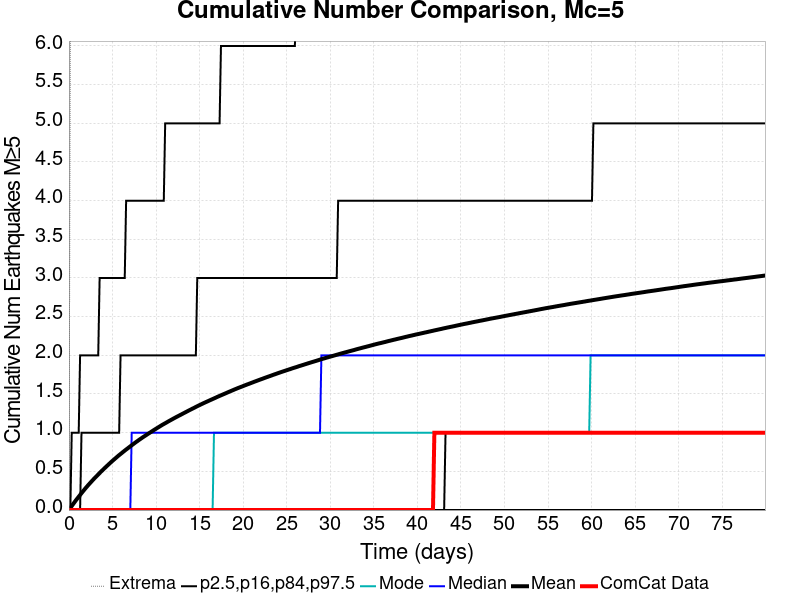 Cumulative Number Comparison, Mc=5
Cumulative Num Earthquakes M≥5
6.0
5.5
5.0
4.5
4.0
3.5
3.0
2.5
2.0
1.5
1.0
0.5
0.0
0 5 10 15 20 25 30 35 40 45 50 55 60 65 70 75
Time (days)
Extrema p2.5,p16,p84,p97.5 Mode Median Mean ComCat Data